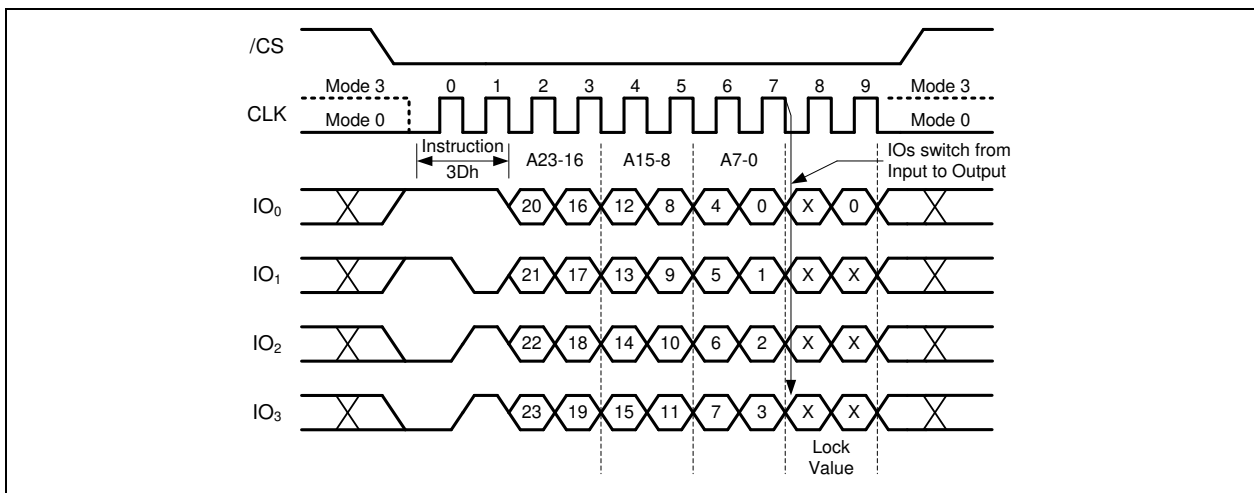 /CS
Mode 3 0 1 2 3 4 5 6 7 8 9 Mode 3
CLK
Mode 0 Mode 0
Instruction A23-16 A15-8 A7-0 IOs switch from
3Dh Input to Output
IO0 20 16 12 8 4 0 X 0
IO1 21 17 13 9 5 1 X X
IO2 22 18 14 10 6 2 X X
IO3 23 19 15 11 7 3 X X
Lock
Value